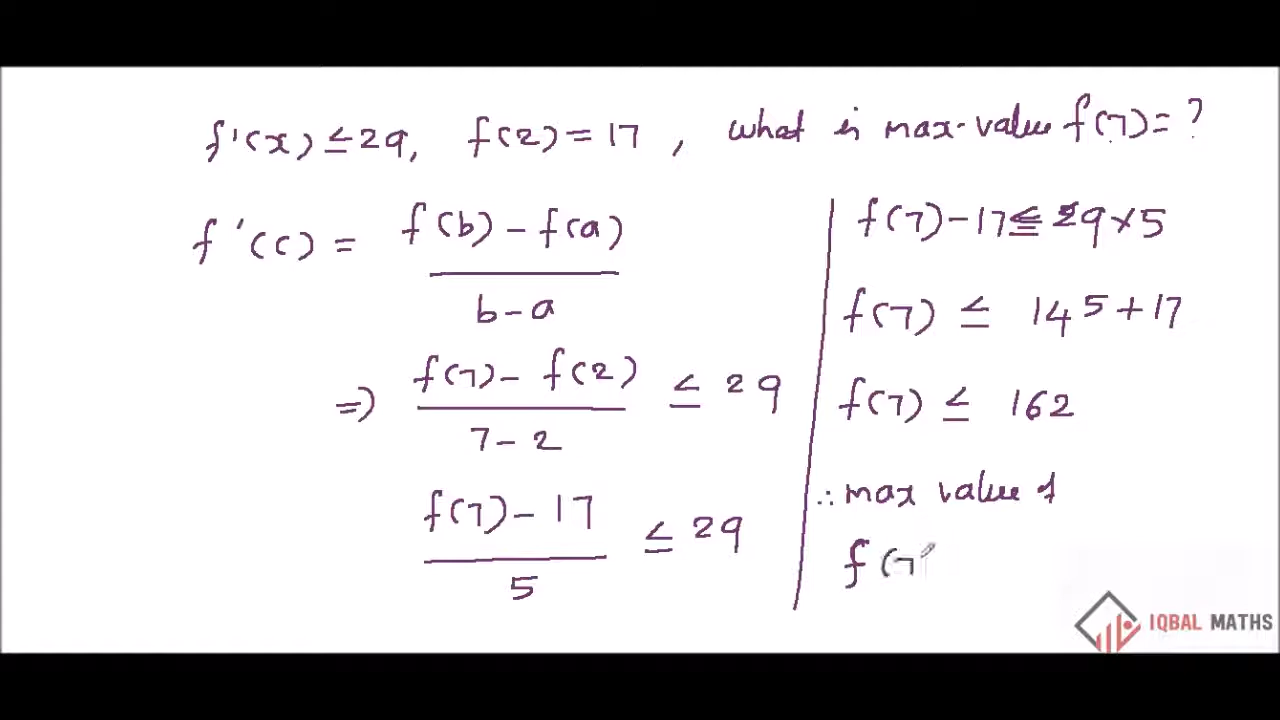 f'(x) ≤ 29, f(2) = 17, what is max-value f(7) = ?
f'(c) = f(b) - f(a)
b - a
=> f(7) - f(2) ≤ 29
7 - 2
f(7) - 17 ≤ 29
5
f(7) - 17 ≤ 29 × 5
f(7) ≤ 145 + 17
f(7) ≤ 162
∴ max value of
f(7)
IQBAL MATHS